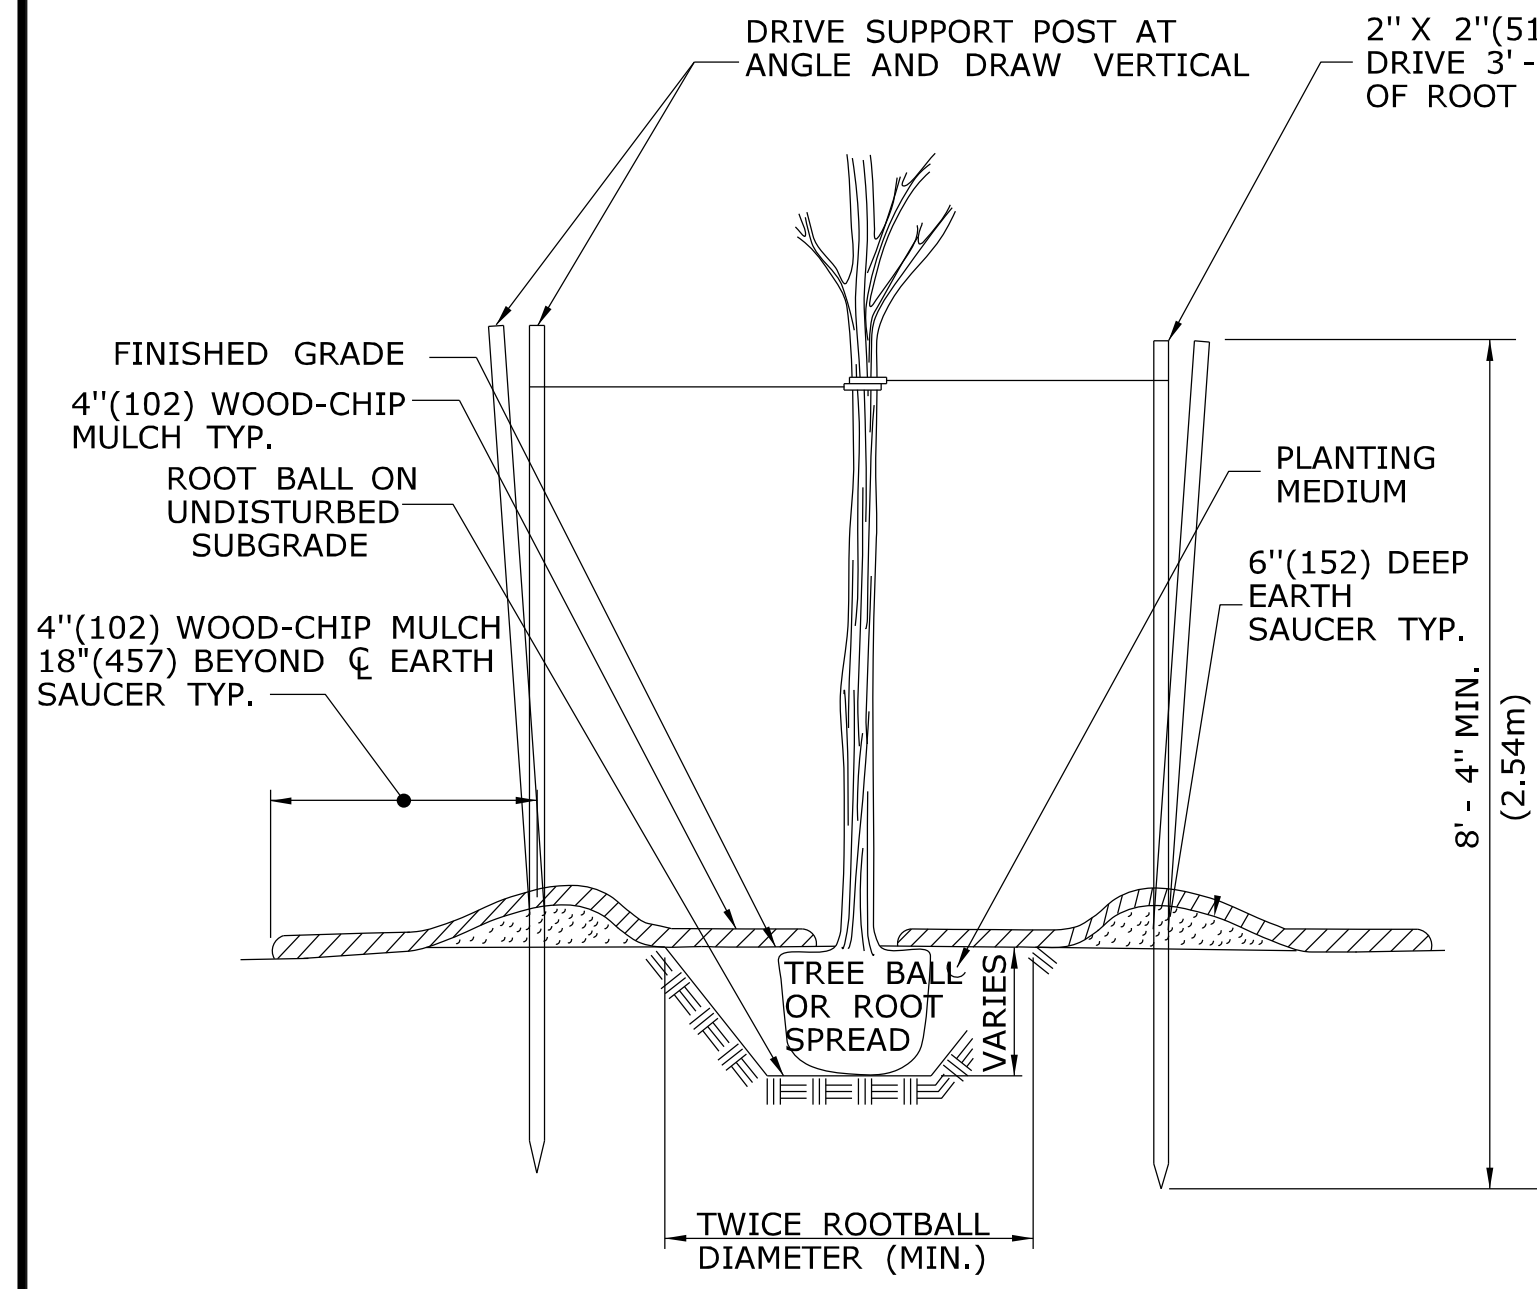 DRIVE SUPPORT POST AT
ANGLE AND DRAW VERTICAL
2" X 2"(51
DRIVE 3' -
OF ROOT
FINISHED GRADE
4"(102) WOOD-CHIP
MULCH TYP.
ROOT BALL ON
UNDISTURBED
SUBGRADE
4"(102) WOOD-CHIP MULCH
18"(457) BEYOND ℄ EARTH
SAUCER TYP.
PLANTING
MEDIUM
6"(152) DEEP
EARTH
SAUCER TYP.
8' - 4" MIN.
(2.54m)
TREE BALL
OR ROOT
SPREAD
VARIES
TWICE ROOTBALL
DIAMETER (MIN.)